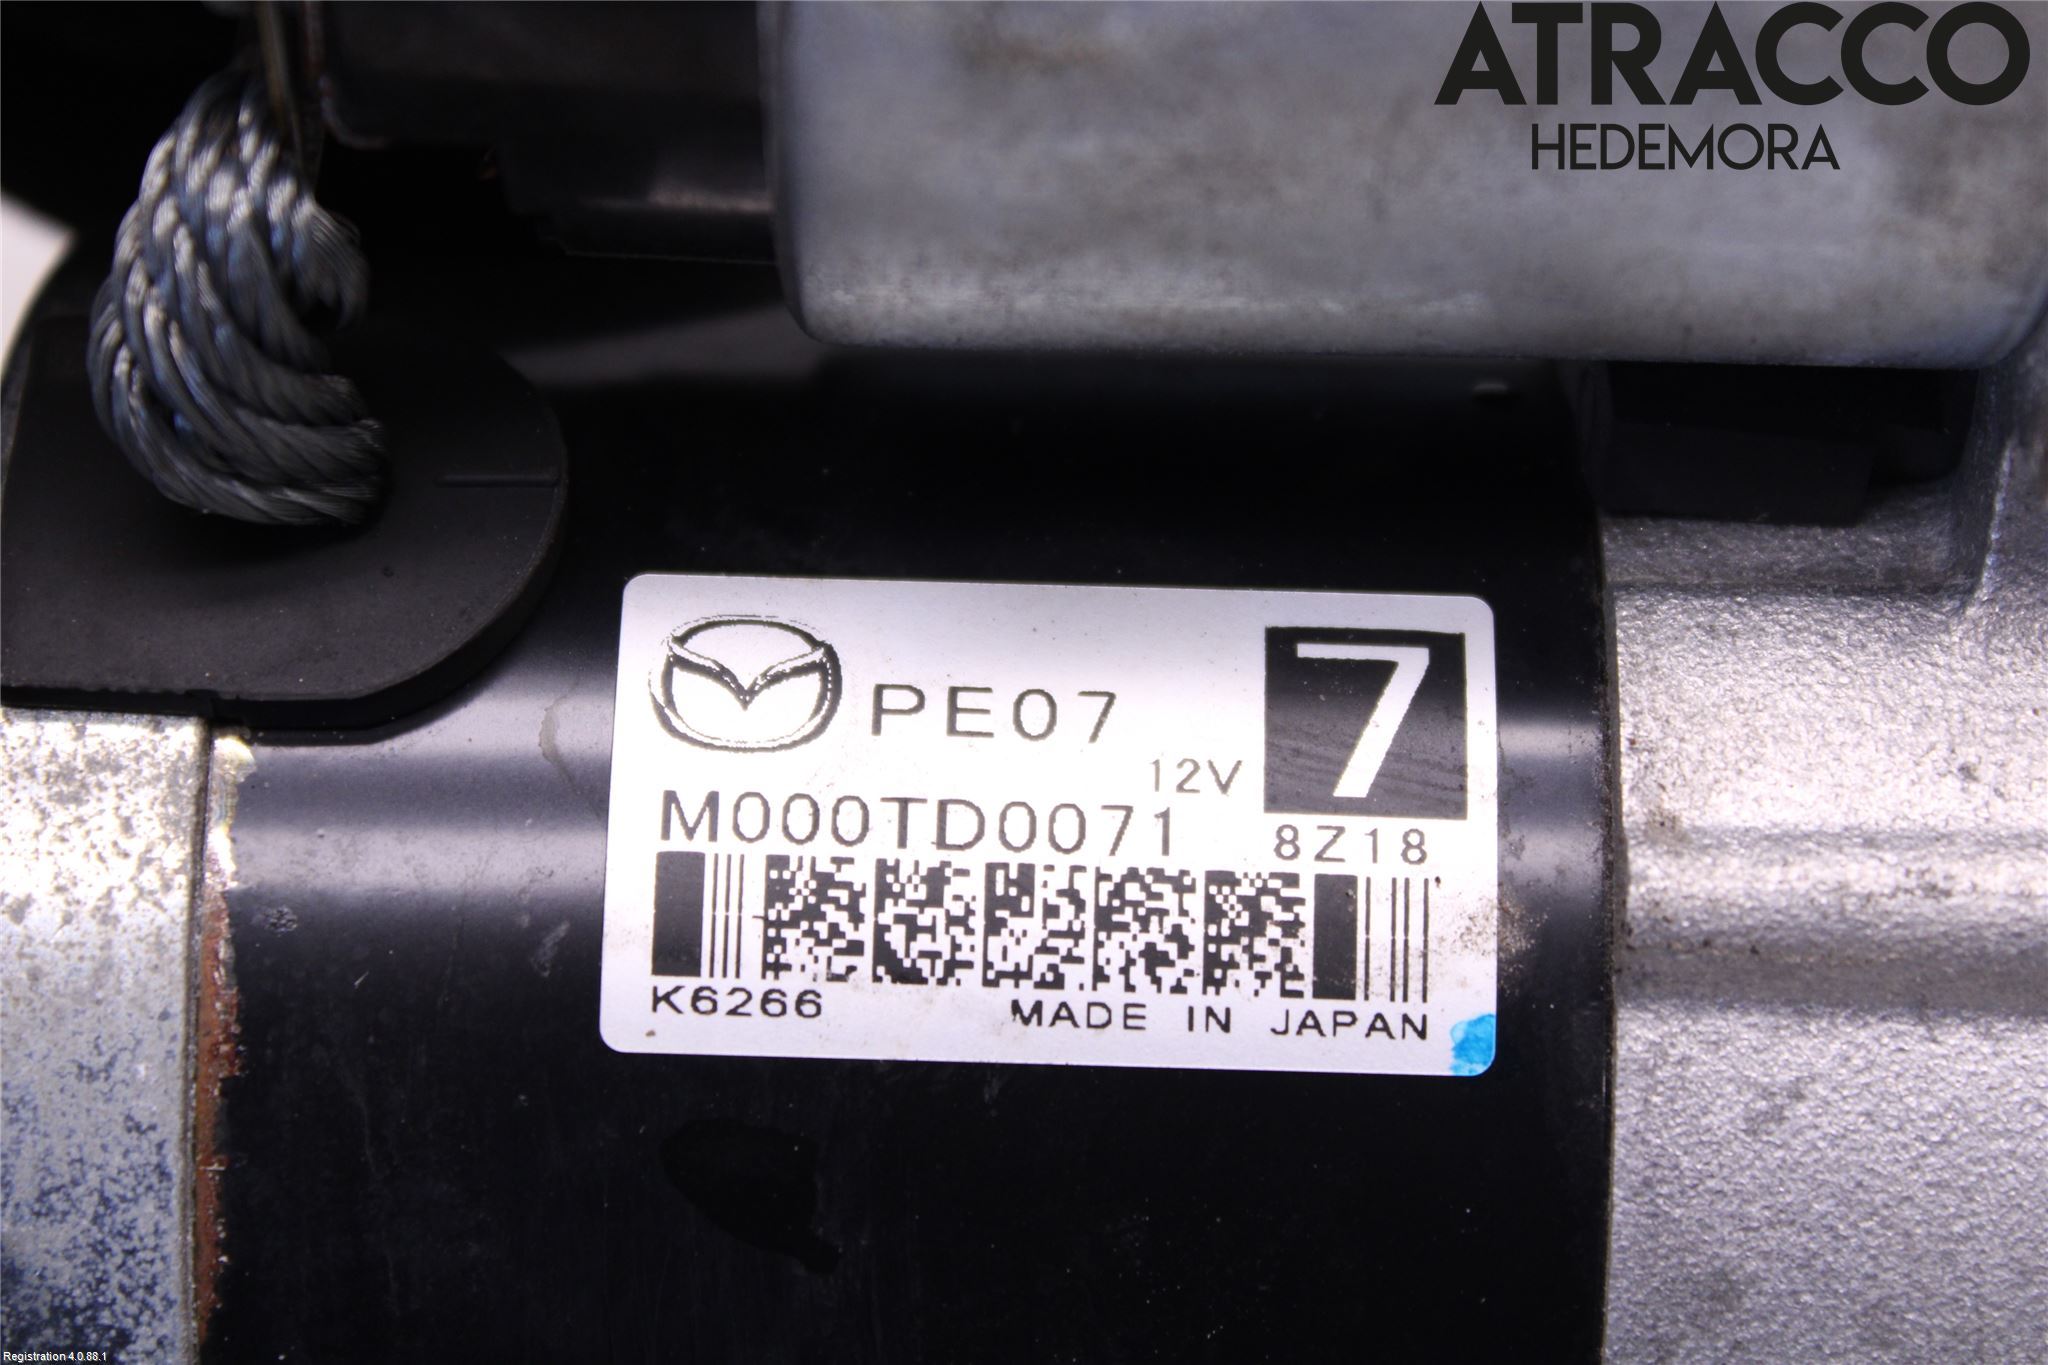 ATRACCO
HEDEMORA
PE07
7
12V
M000TD0071
8Z18
K6266
MADE IN JAPAN
Registration 4.0.88.1